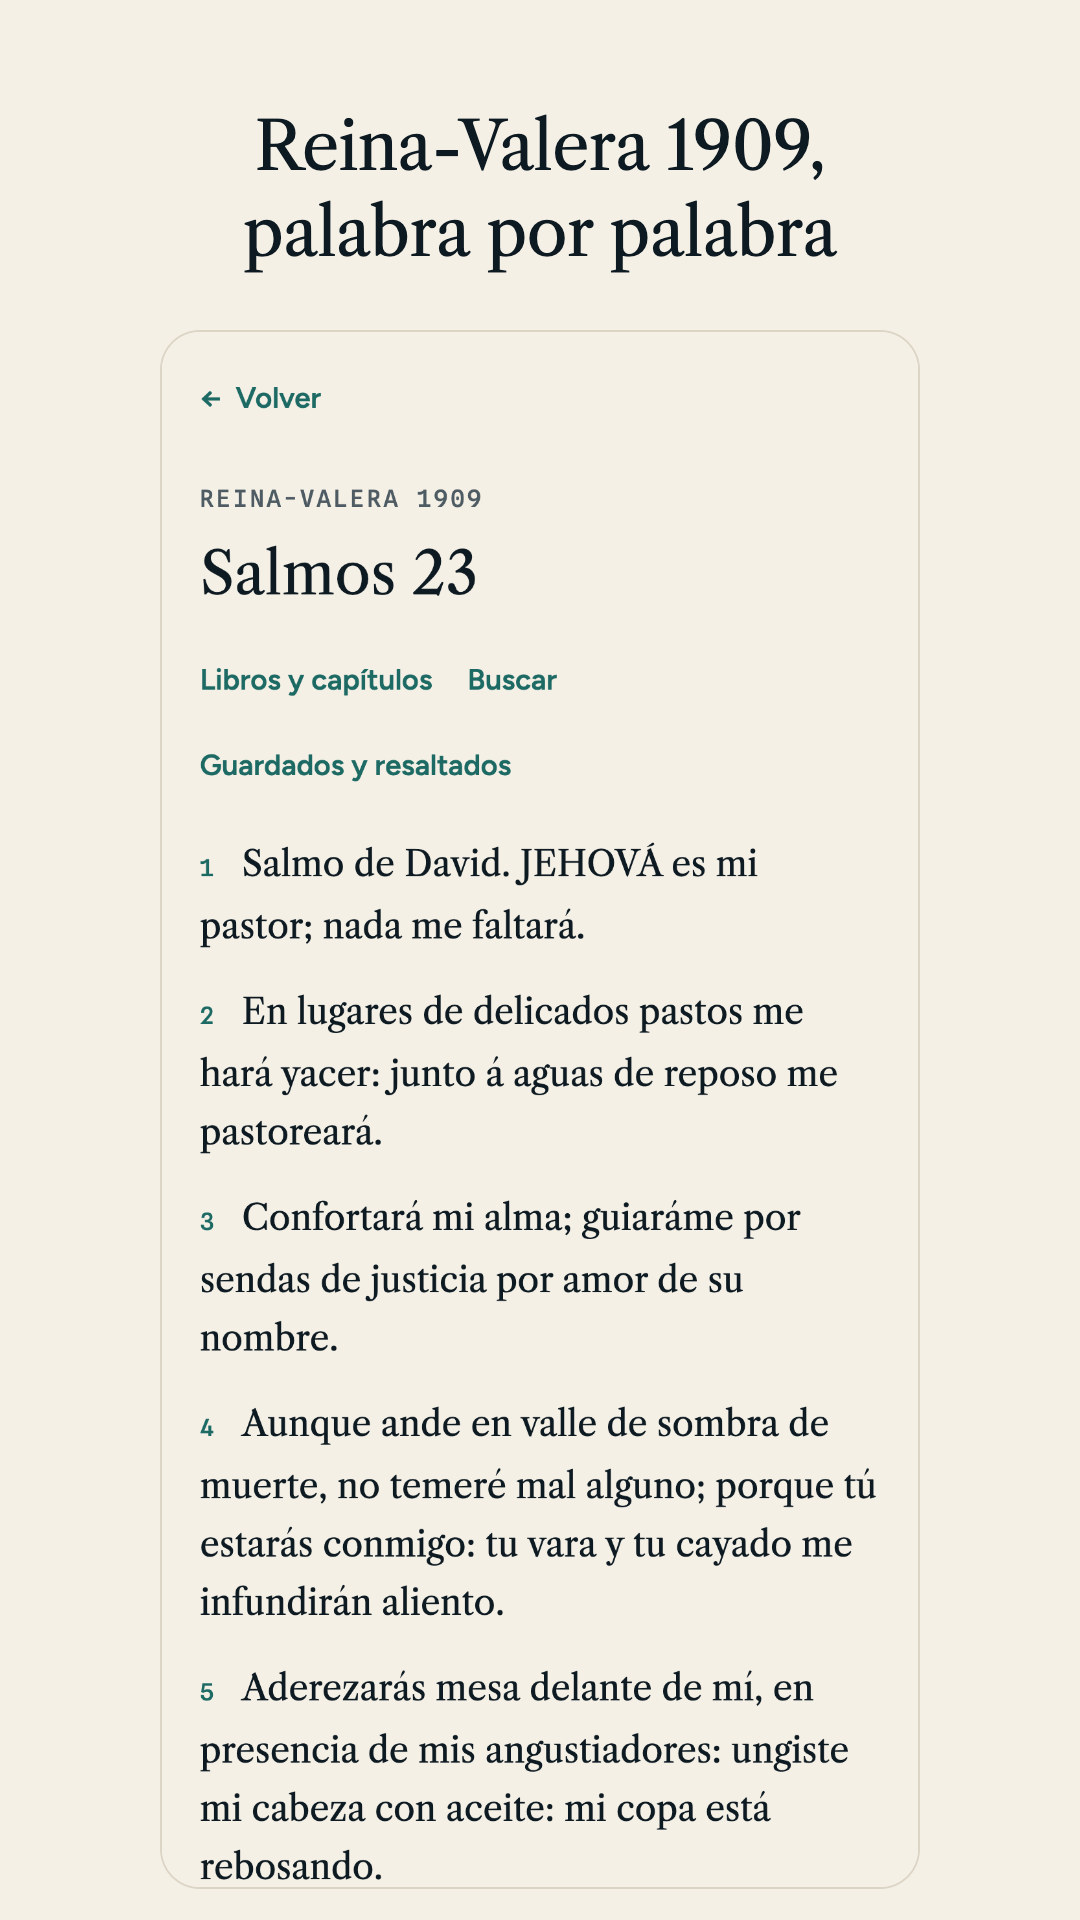 Reina-Valera 1909,
palabra por palabra
← Volver
REINA-VALERA 1909
Salmos 23
Libros y capítulos Buscar
Guardados y resaltados
1 Salmo de David. JEHOVÁ es mi
pastor; nada me faltará.
2 En lugares de delicados pastos me
hará yacer: junto á aguas de reposo me
pastoreará.
3 Confortará mi alma; guiaráme por
sendas de justicia por amor de su
nombre.
4 Aunque ande en valle de sombra de
muerte, no temeré mal alguno; porque tú
estarás conmigo: tu vara y tu cayado me
infundirán aliento.
5 Aderezarás mesa delante de mí, en
presencia de mis angustiadores: ungiste
mi cabeza con aceite: mi copa está
rebosando.